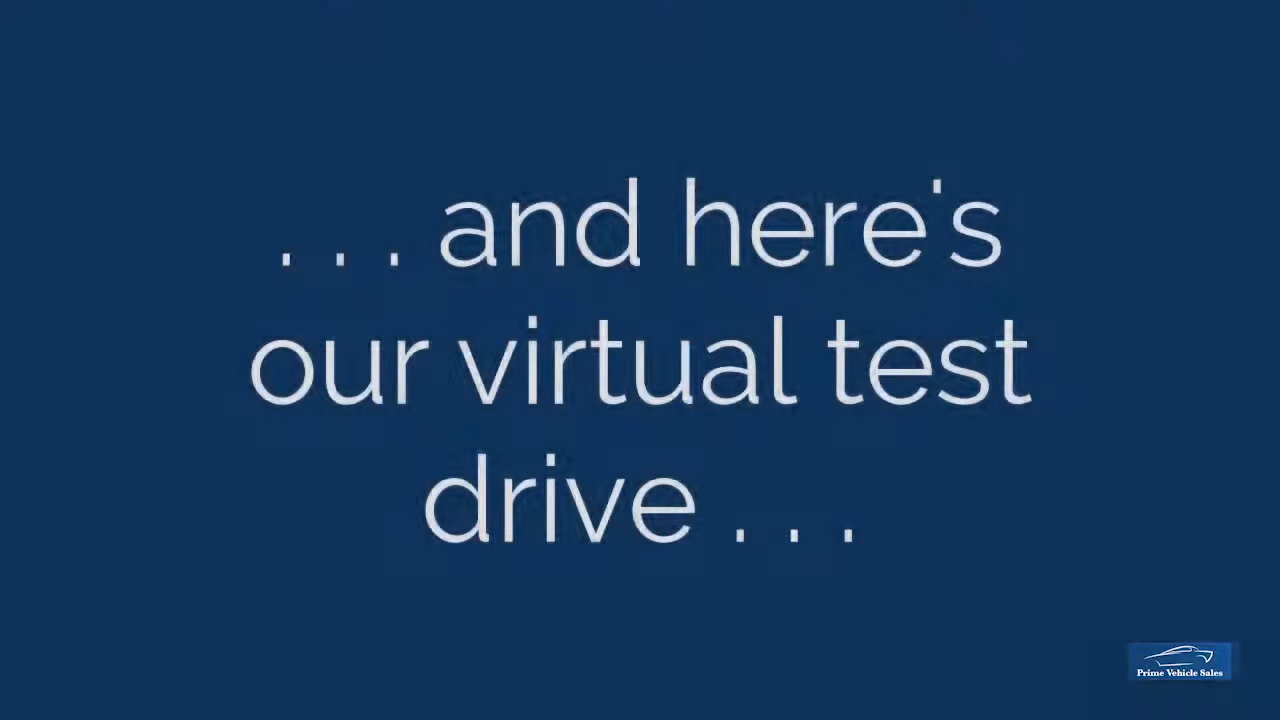 . . . and here's
our virtual test
drive . . .
Prime Vehicle Sales